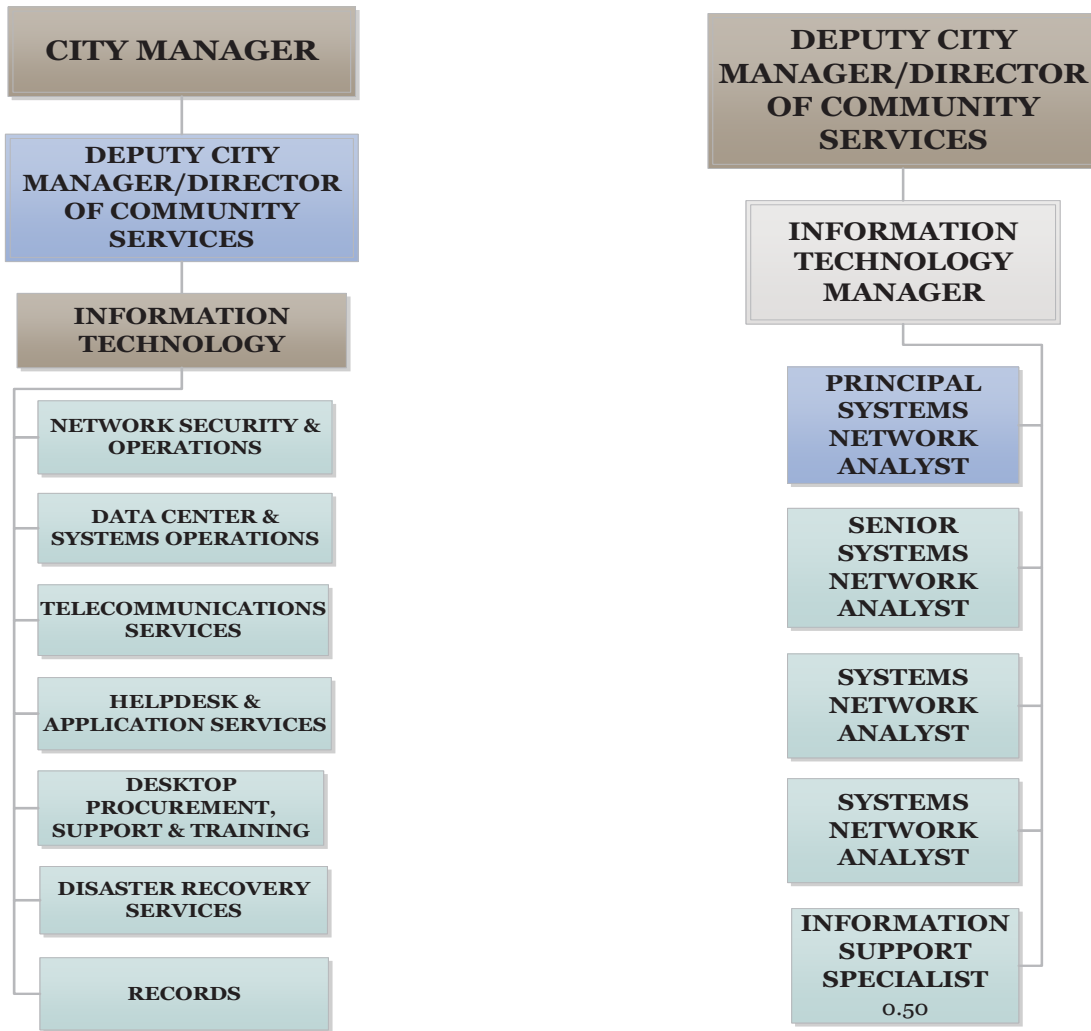 CITY MANAGER
DEPUTY CITY
MANAGER/DIRECTOR
OF COMMUNITY
SERVICES
INFORMATION
TECHNOLOGY
NETWORK SECURITY &
OPERATIONS
DATA CENTER &
SYSTEMS OPERATIONS
TELECOMMUNICATIONS
SERVICES
HELPDESK &
APPLICATION SERVICES
DESKTOP
PROCUREMENT,
SUPPORT & TRAINING
DISASTER RECOVERY
SERVICES
RECORDS
DEPUTY CITY
MANAGER/DIRECTOR
OF COMMUNITY
SERVICES
INFORMATION
TECHNOLOGY
MANAGER
PRINCIPAL
SYSTEMS
NETWORK
ANALYST
SENIOR
SYSTEMS
NETWORK
ANALYST
SYSTEMS
NETWORK
ANALYST
SYSTEMS
NETWORK
ANALYST
INFORMATION
SUPPORT
SPECIALIST
0.50